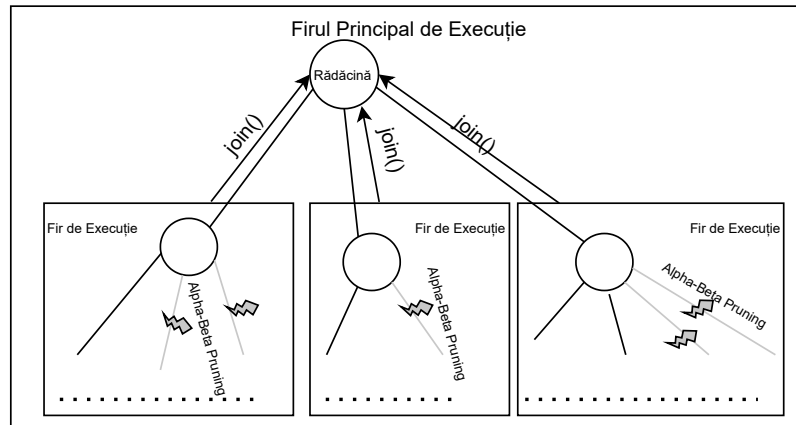 Firul Principal de Execuție
Rădăcină
join()
join()
join()
Fir de Execuție
Fir de Execuție
Fir de Execuție
Alpha-Beta Pruning
Alpha-Beta Pruning
Alpha-Beta Pruning